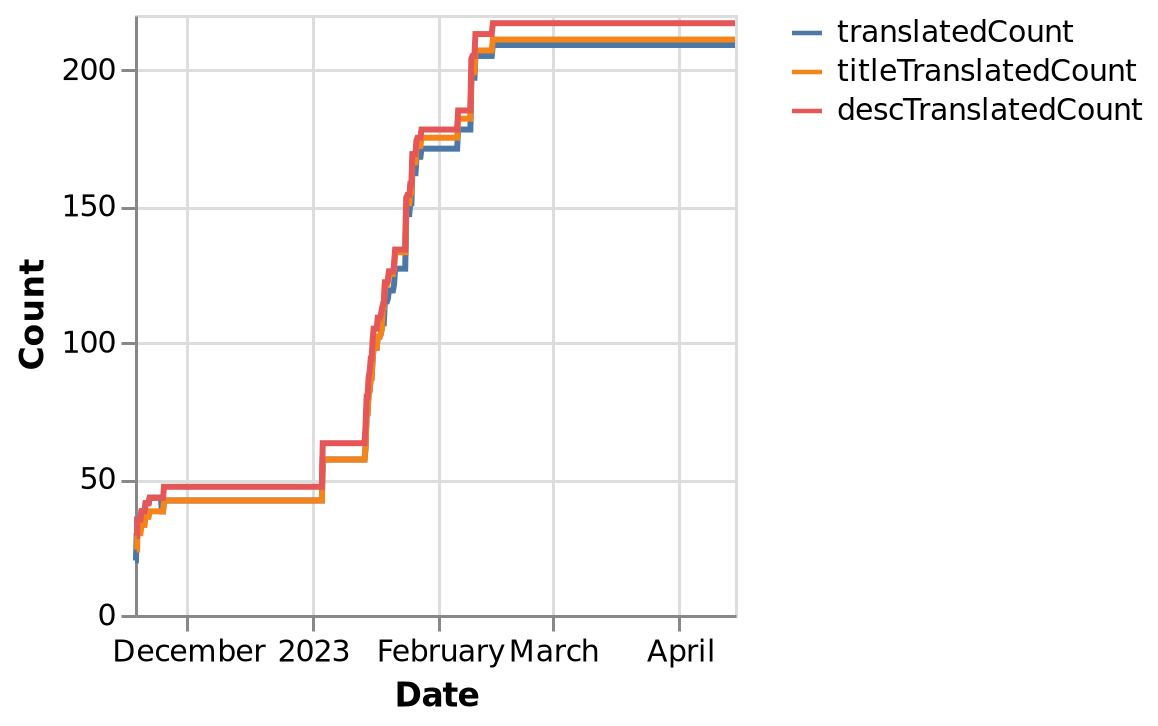 translatedCount
titleTranslatedCount
descTranslatedCount
Count
200
150
100
50
0
December 2023 February March April
Date